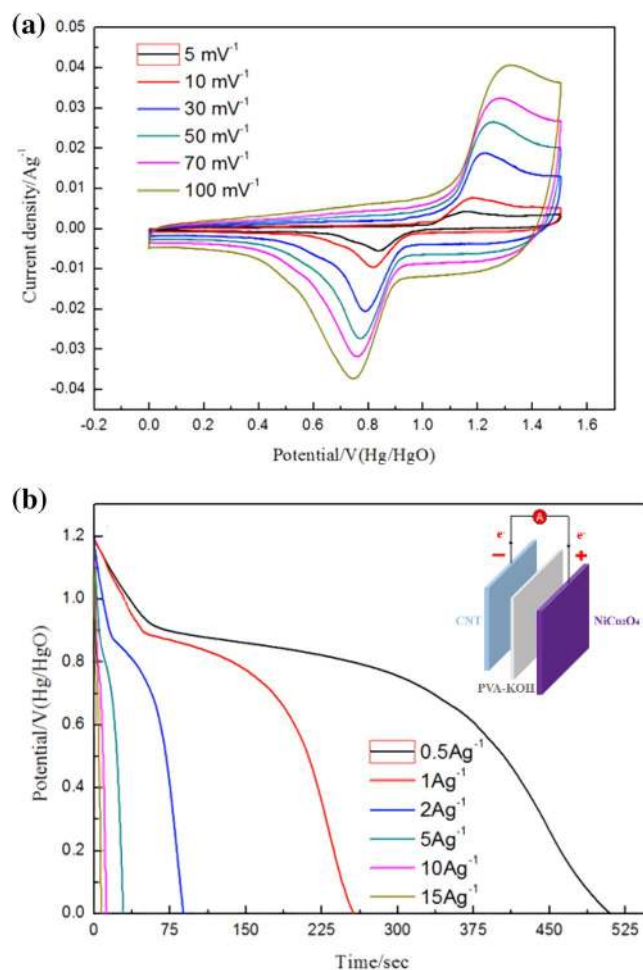 (a)
0.05
0.04
0.03
0.02
0.01
0.00
-0.01
-0.02
-0.03
-0.04
Current density/Ag⁻¹
5 mV⁻¹
10 mV⁻¹
30 mV⁻¹
50 mV⁻¹
70 mV⁻¹
100 mV⁻¹
-0.2 0.0 0.2 0.4 0.6 0.8 1.0 1.2 1.4 1.6
Potential/V(Hg/HgO)
(b)
1.2
1.0
0.8
0.6
0.4
0.2
0.0
Potential/V(Hg/HgO)
A
e⁻ e⁻
− +
CNT
NiCo₂O₄
PVA-KOH
0.5Ag⁻¹
1Ag⁻¹
2Ag⁻¹
5Ag⁻¹
10Ag⁻¹
15Ag⁻¹
0 75 150 225 300 375 450 525
Time/sec